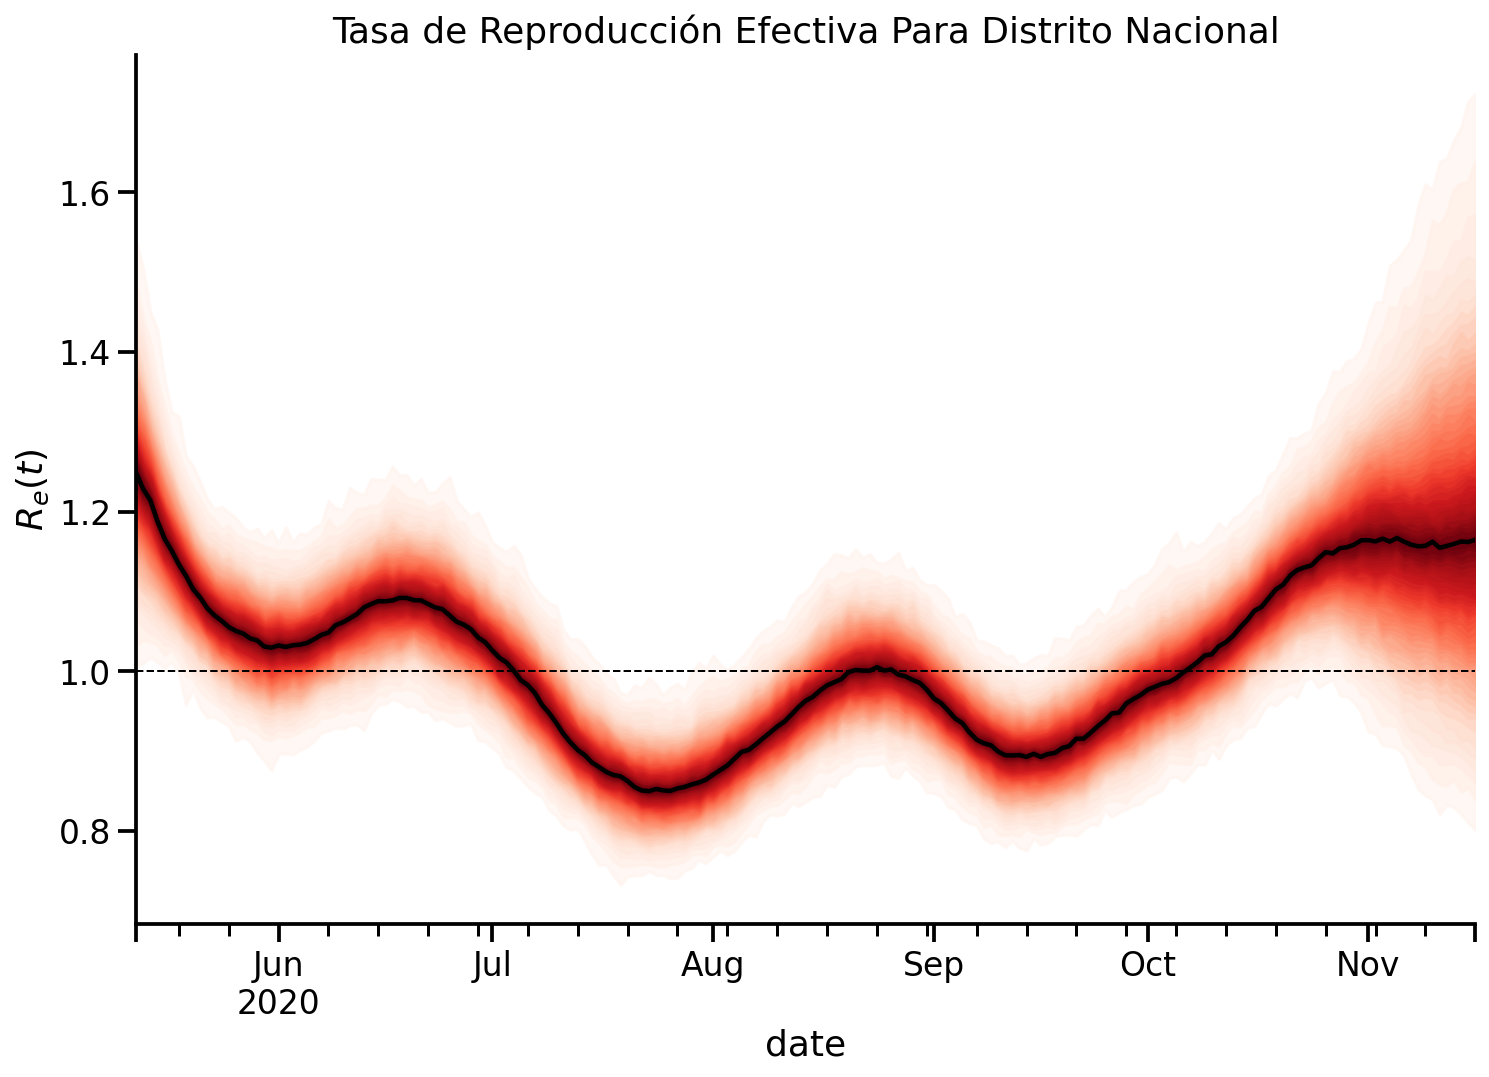 Tasa de Reproducción Efectiva Para Distrito Nacional
1.6
1.4
1.2
1.0
0.8
Re(t)
Jun Jul Aug Sep Oct Nov
2020
date